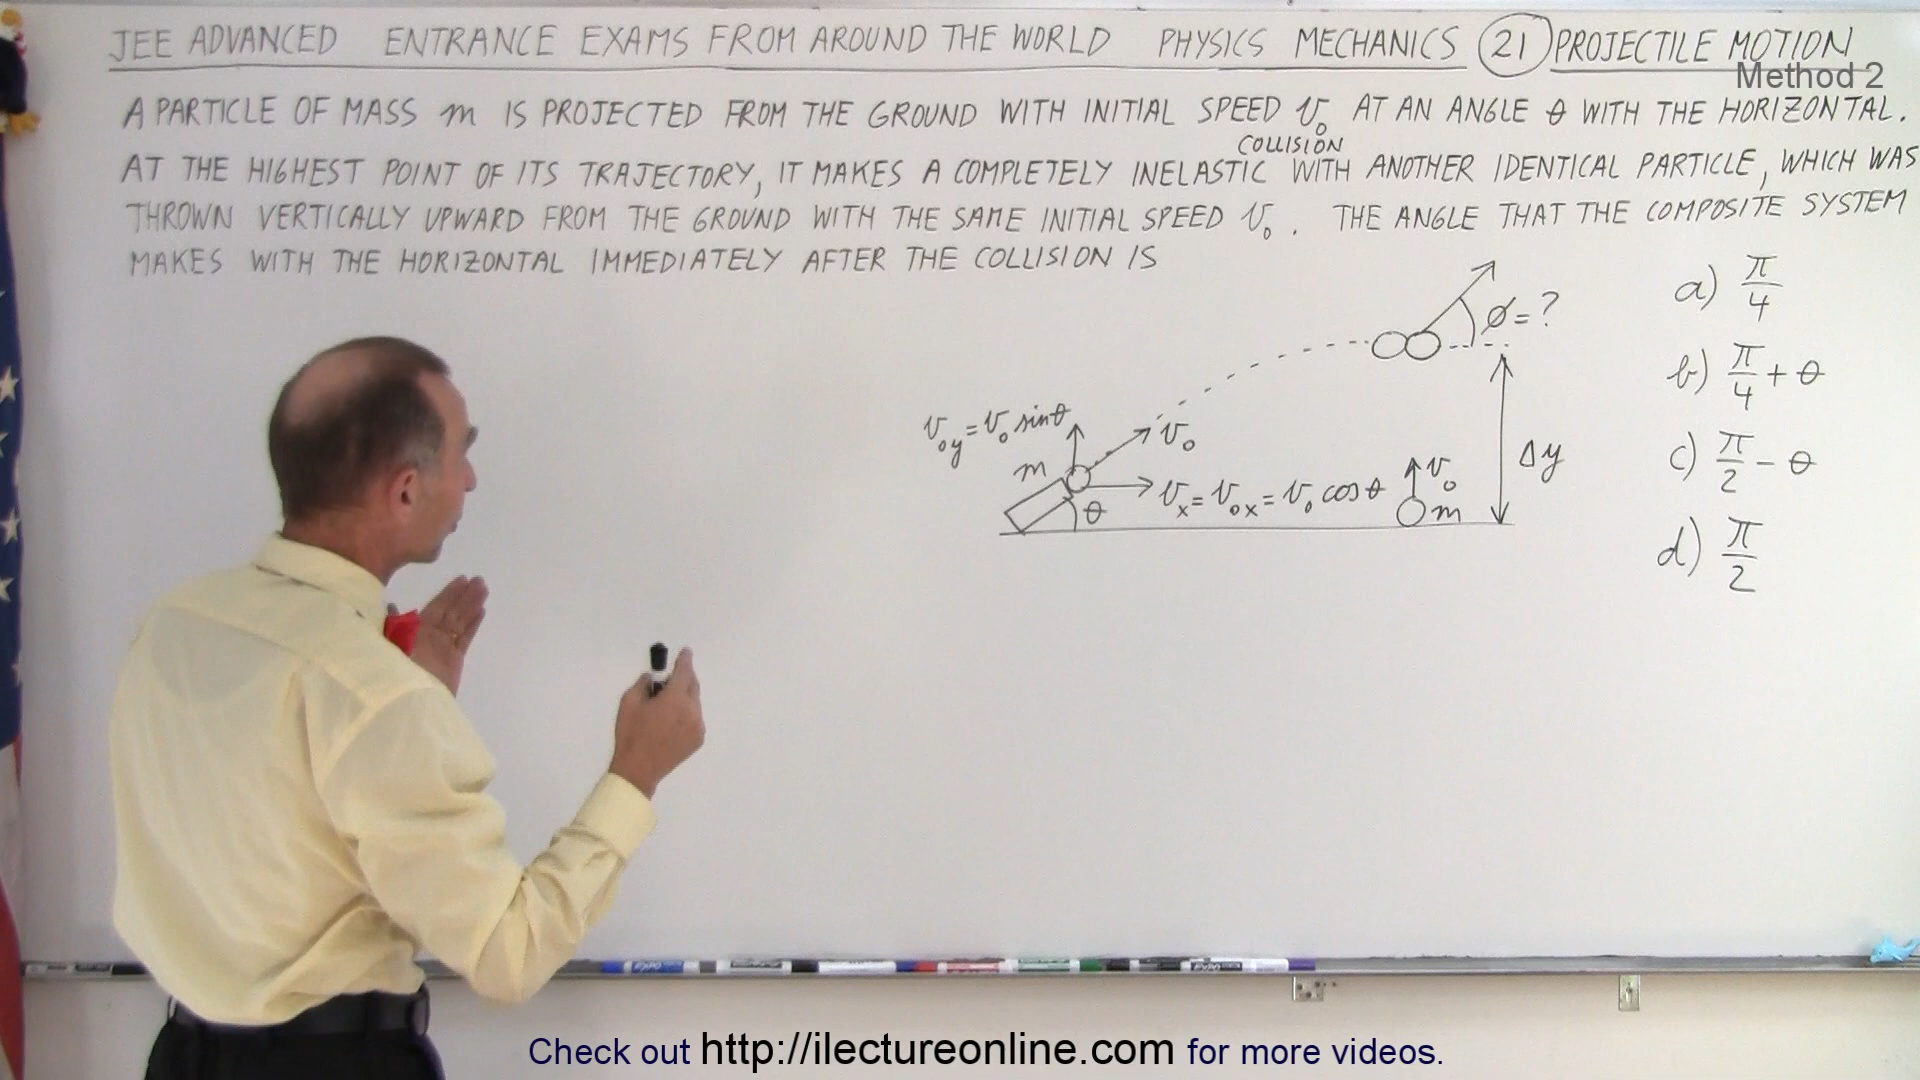 JEE ADVANCED ENTRANCE EXAMS FROM AROUND THE WORLD PHYSICS MECHANICS 21 PROJECTILE MOTION
Method 2
A PARTICLE OF MASS m IS PROJECTED FROM THE GROUND WITH INITIAL SPEED v₀ AT AN ANGLE θ WITH THE HORIZONTAL.
COLLISION
AT THE HIGHEST POINT OF ITS TRAJECTORY, IT MAKES A COMPLETELY INELASTIC WITH ANOTHER IDENTICAL PARTICLE, WHICH WAS
THROWN VERTICALLY UPWARD FROM THE GROUND WITH THE SAME INITIAL SPEED v₀. THE ANGLE THAT THE COMPOSITE SYSTEM
MAKES WITH THE HORIZONTAL IMMEDIATELY AFTER THE COLLISION IS
a) π/4
ø = ?
b) π/4 + θ
v₀y = v₀ sinθ
v₀
c) π/2 - θ
Δy
m
v₀
vx = v₀x = v₀ cosθ
θ
m
d) π/2
Check out http://ilectureonline.com for more videos.